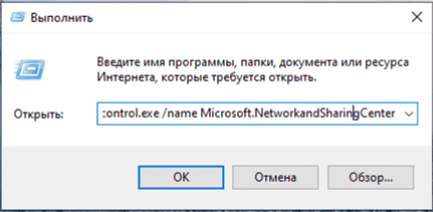 Выполнить
Введите имя программы, папки, документа или ресурса
Интернета, которые требуется открыть.
Открыть: :ontrol.exe /name Microsoft.NetworkandSharingCenter
ОК Отмена Обзор...